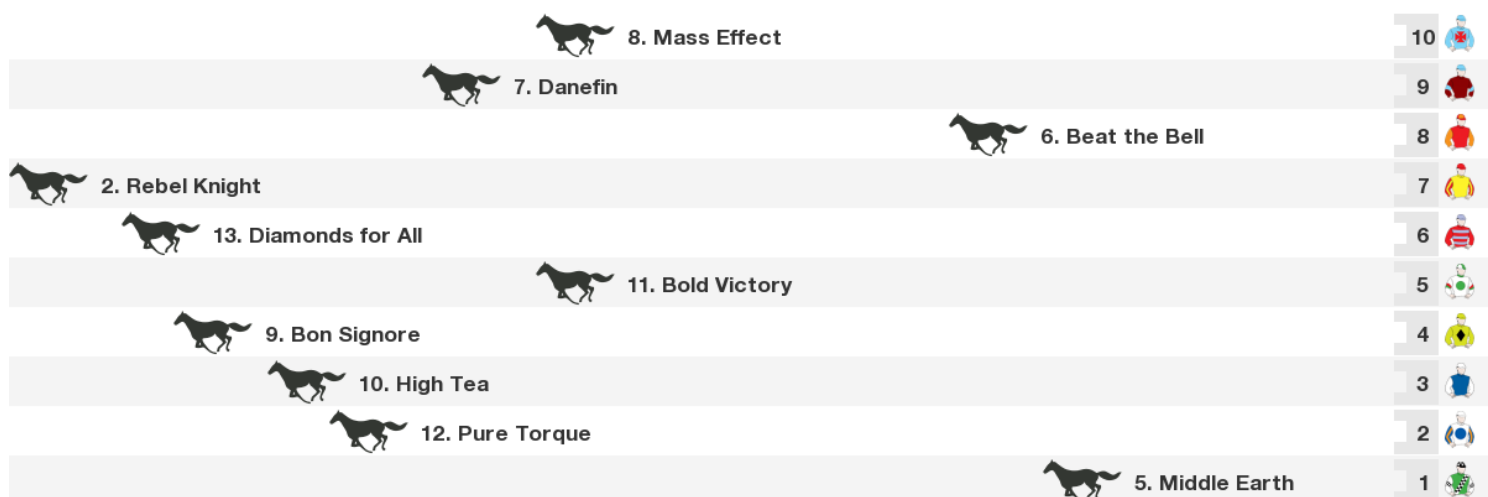 8. Mass Effect 10
7. Danefin 9
6. Beat the Bell 8
2. Rebel Knight 7
13. Diamonds for All 6
11. Bold Victory 5
9. Bon Signore 4
10. High Tea 3
12. Pure Torque 2
5. Middle Earth 1